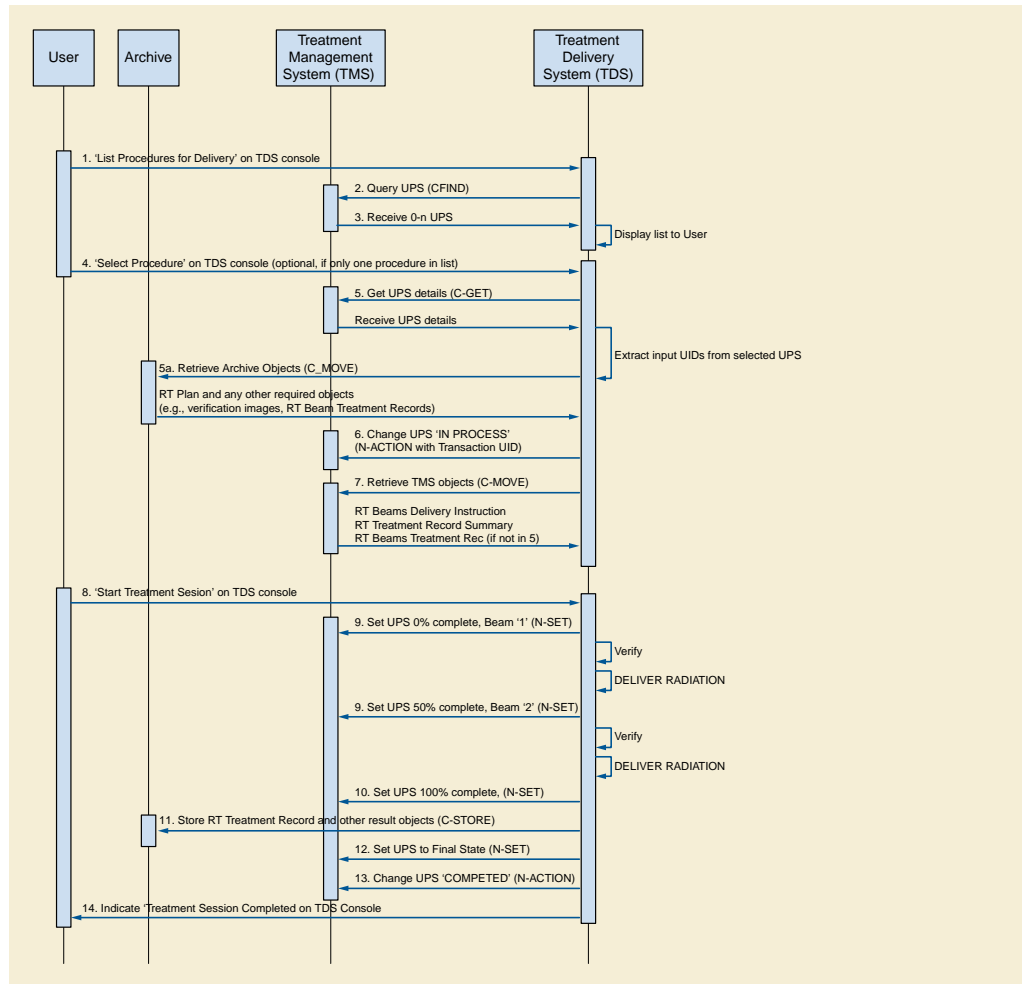 User
Archive
Treatment
Management
System (TMS)
Treatment
Delivery
System (TDS)
1. ‘List Procedures for Delivery’ on TDS console
2. Query UPS (CFIND)
3. Receive 0-n UPS
Display list to User
4. ‘Select Procedure’ on TDS console (optional, if only one procedure in list)
5. Get UPS details (C-GET)
Receive UPS details
Extract input UIDs from selected UPS
5a. Retrieve Archive Objects (C_MOVE)
RT Plan and any other required objects
(e.g., verification images, RT Beam Treatment Records)
6. Change UPS ‘IN PROCESS’
(N-ACTION with Transaction UID)
7. Retrieve TMS objects (C-MOVE)
RT Beams Delivery Instruction
RT Treatment Record Summary
RT Beams Treatment Rec (if not in 5)
8. ‘Start Treatment Sesion’ on TDS console
9. Set UPS 0% complete, Beam ‘1’ (N-SET)
Verify
DELIVER RADIATION
9. Set UPS 50% complete, Beam ‘2’ (N-SET)
Verify
DELIVER RADIATION
10. Set UPS 100% complete, (N-SET)
11. Store RT Treatment Record and other result objects (C-STORE)
12. Set UPS to Final State (N-SET)
13. Change UPS ‘COMPETED’ (N-ACTION)
14. Indicate ‘Treatment Session Completed on TDS Console